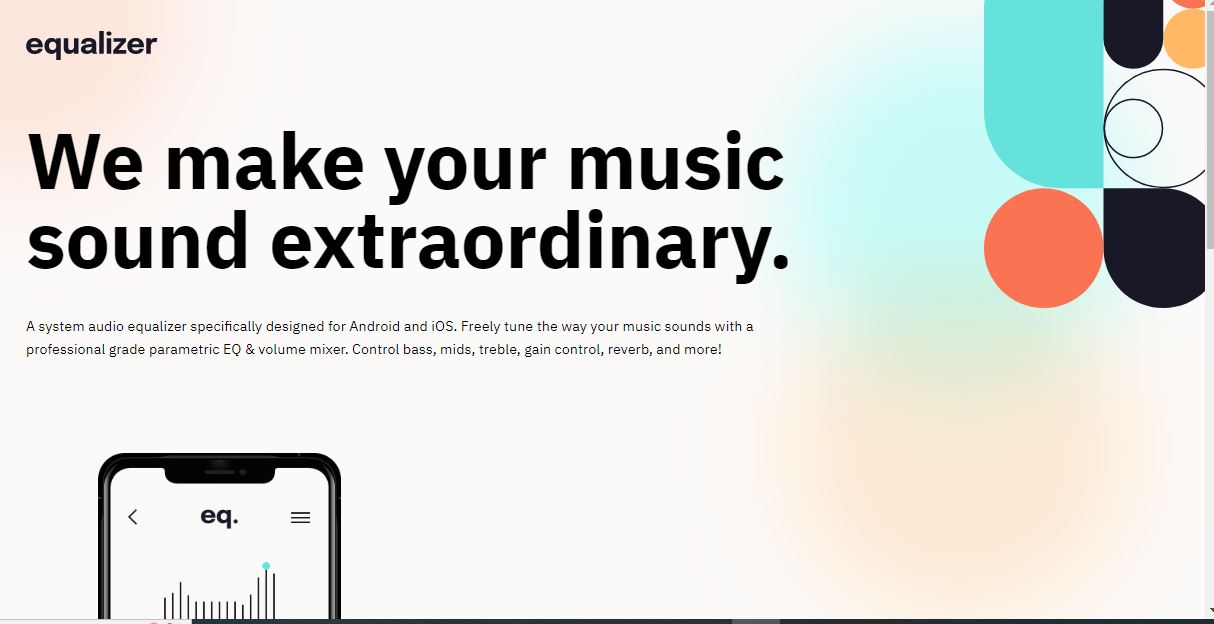 equalizer
We make your music
sound extraordinary.
A system audio equalizer specifically designed for Android and iOS. Freely tune the way your music sounds with a
professional grade parametric EQ & volume mixer. Control bass, mids, treble, gain control, reverb, and more!
eq.